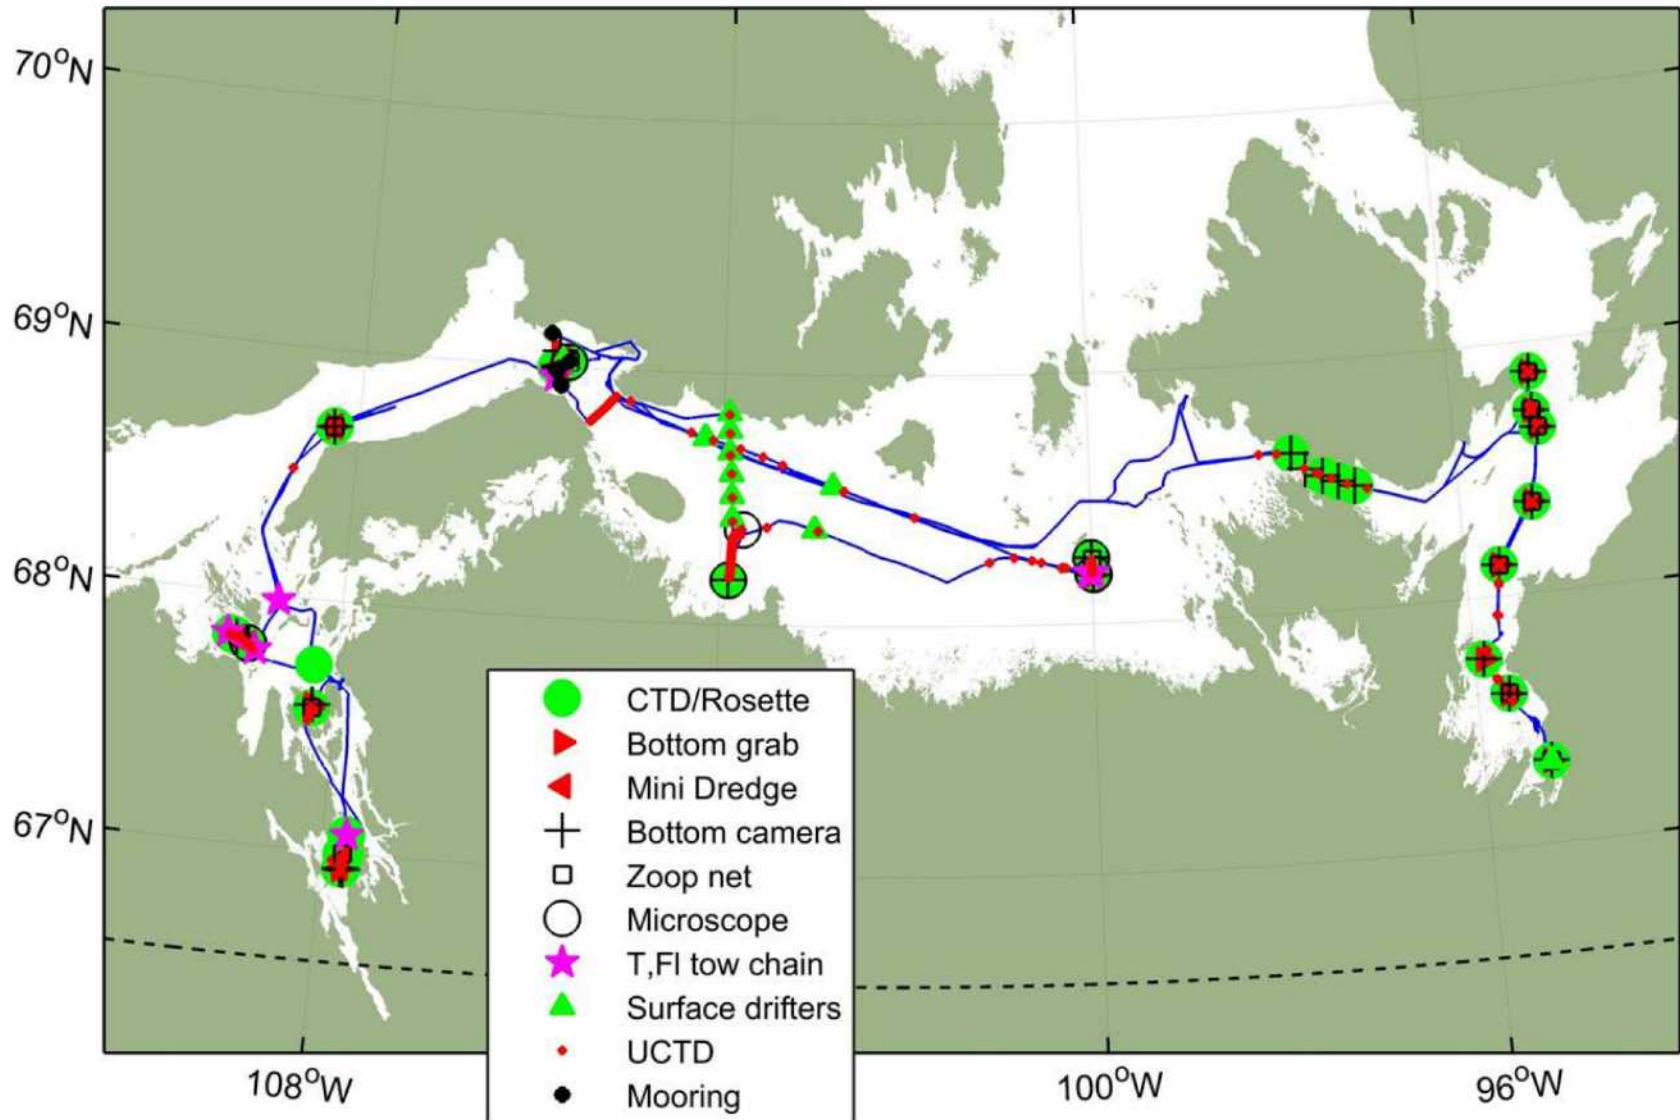 70°N
69°N
68°N
67°N
CTD/Rosette
Bottom grab
Mini Dredge
Bottom camera
Zoop net
Microscope
T,Fl tow chain
Surface drifters
UCTD
Mooring
108°W
100°W
96°W